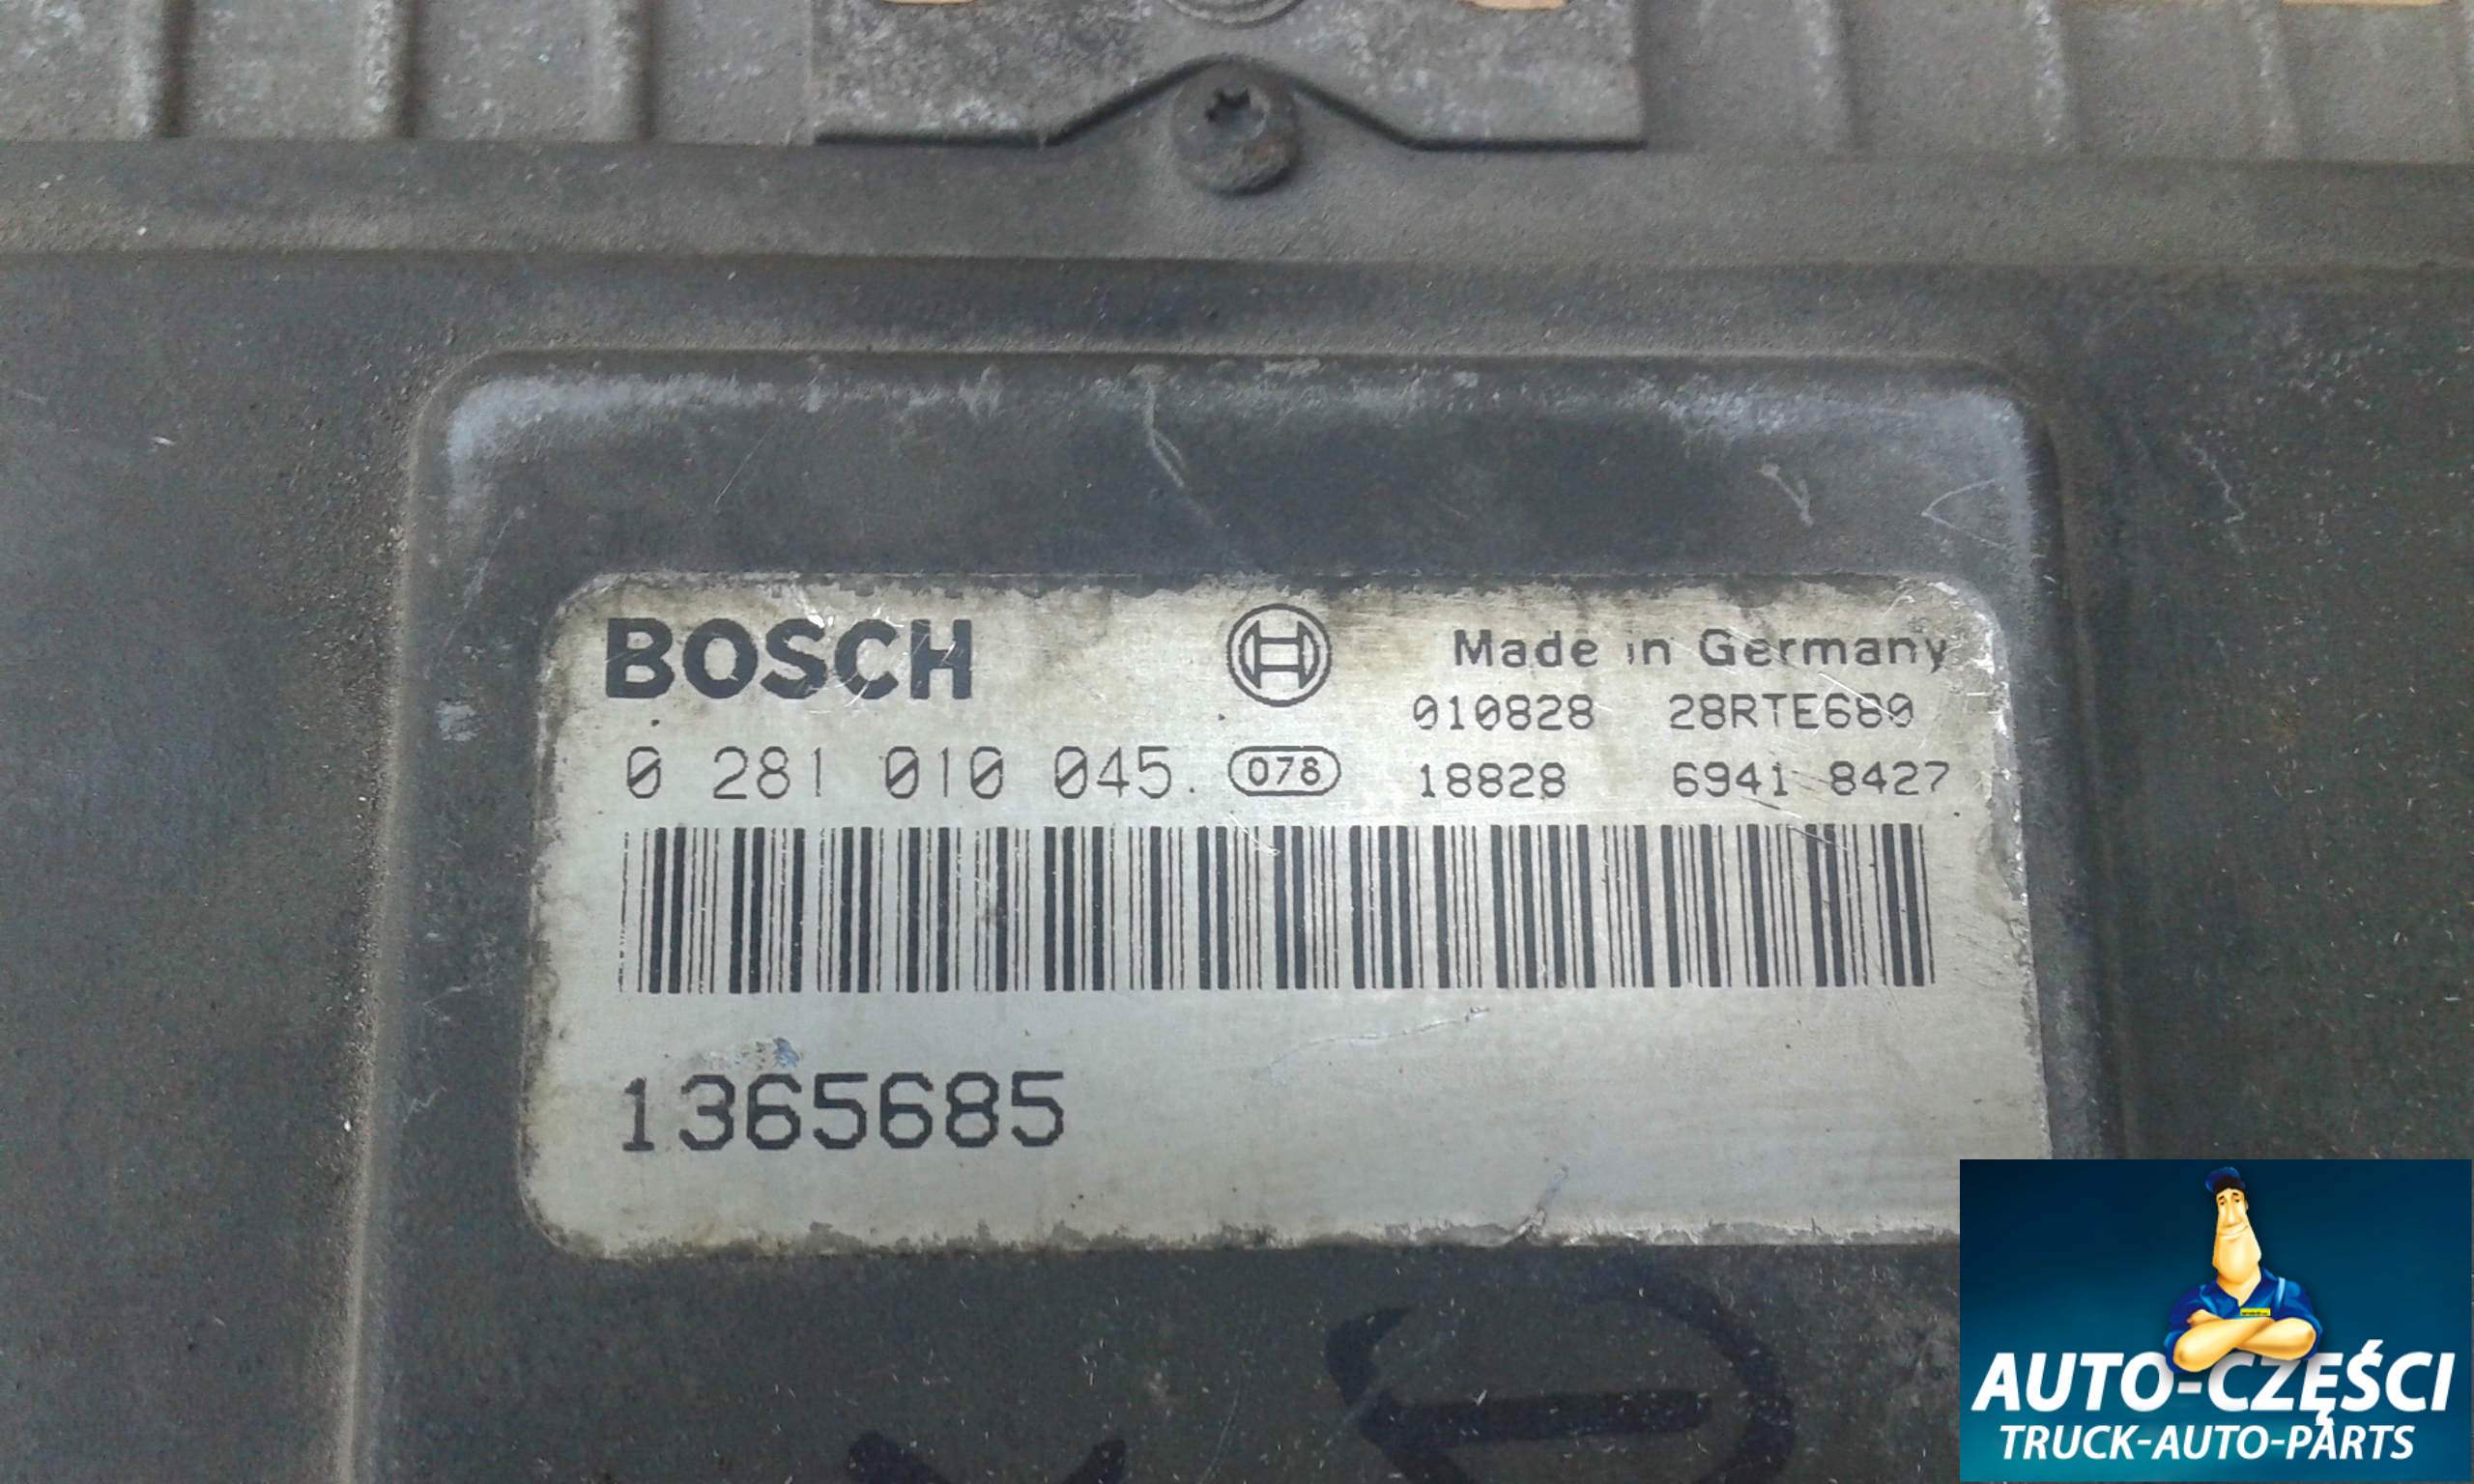 BOSCH
Made in Germany
010828 28RTE680
0 281 010 045. 078 18828 6941 8427
1365685
AUTO-CZĘŚCI
TRUCK-AUTO-PARTS